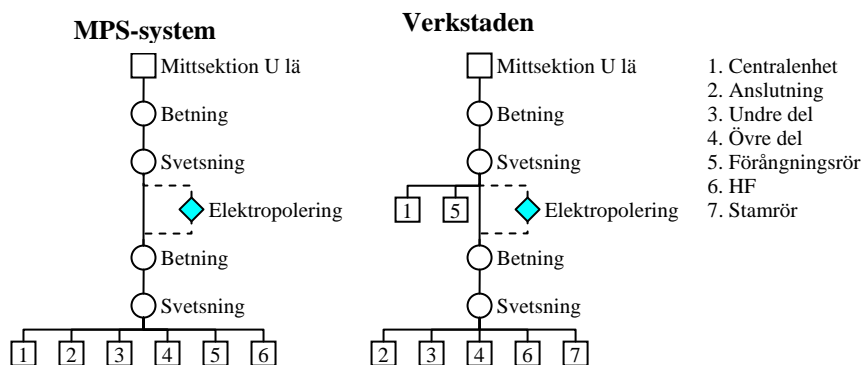 MPS-system
Mittsektion U lä
Betning
Svetsning
Elektropolering
Betning
Svetsning
1 2 3 4 5 6
Verkstaden
Mittsektion U lä
Betning
Svetsning
1 5
Elektropolering
Betning
Svetsning
2 3 4 6 7
1. Centralenhet
2. Anslutning
3. Undre del
4. Övre del
5. Förångningsrör
6. HF
7. Stamrör